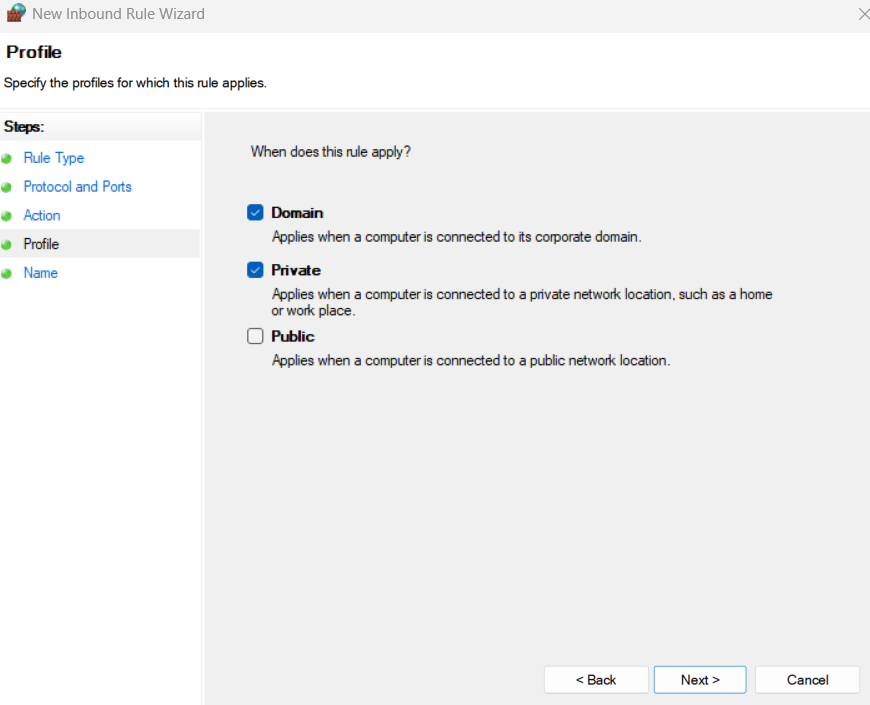 New Inbound Rule Wizard
Profile
Specify the profiles for which this rule applies.
Steps:
Rule Type
Protocol and Ports
Action
Profile
Name
When does this rule apply?
Domain
Applies when a computer is connected to its corporate domain.
Private
Applies when a computer is connected to a private network location, such as a home
or work place.
Public
Applies when a computer is connected to a public network location.
< Back
Next >
Cancel